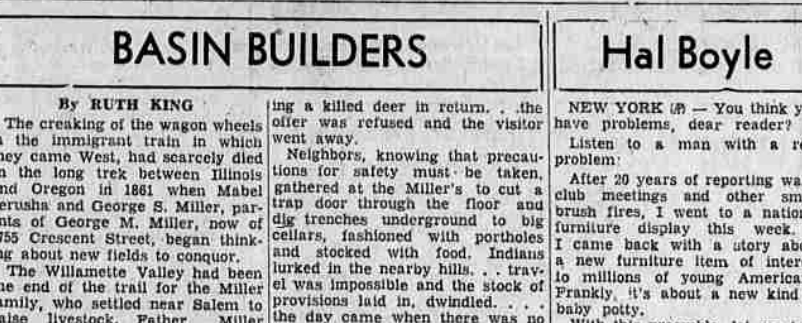 BASIN BUILDERS
By RUTH KING
The creaking of the wagon wheels
the immigrant train in which
ey came West, had scarcely died
the long trek between Illinois
nd Oregon in 1861 when Mabel
erusha and George S. Miller, par-
nts of George M. Miller, now of
755 Crescent Street, began think-
g about new fields to conquor.
The Willamette Valley had been
e end of the trail for the Miller
amily, who settled near Salem to
aise livestock. Father Miller
ing a killed deer in return. . .the
offer was refused and the visitor
went away.
Neighbors, knowing that precau-
tions for safety must be taken,
gathered at the Miller's to cut a
trap door through the floor and
dig trenches underground to big
cellars, fashioned with portholes
and stocked with food. Indians
lurked in the nearby hills. . . trav-
el was impossible and the stock of
provisions laid in, dwindled. . . .
the day came when there was no
Hal Boyle
NEW YORK (AP) — You think y
have problems, dear reader?
Listen to a man with a re
problem:
After 20 years of reporting wa
club meetings and other sm
brush fires, I went to a nation
furniture display this week.
I came back with a utory abo
a new furniture item of inter
to millions of young America
Frankly, it's about a new kind
baby potty.